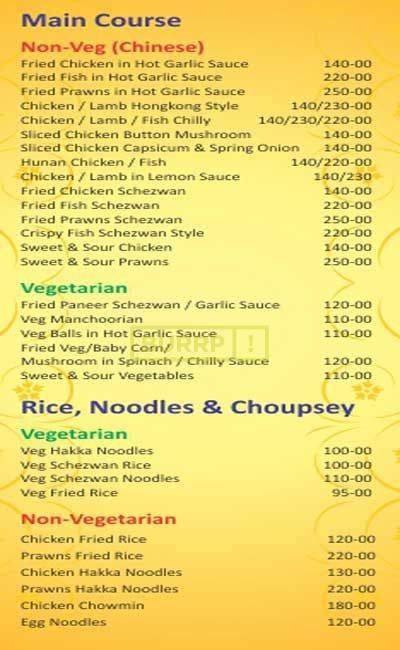 Main Course
Non-Veg (Chinese)
Fried Chicken in Hot Garlic Sauce 140-00
Fried Fish in Hot Garlic Sauce 220-00
Fried Prawns in Hot Garlic Sauce 250-00
Chicken / Lamb Hongkong Style 140/230-00
Chicken / Lamb / Fish Chilly 140/230/220-00
Sliced Chicken Button Mushroom 140-00
Sliced Chicken Capsicum & Spring Onion 140-00
Hunan Chicken / Fish 140/220-00
Chicken / Lamb in Lemon Sauce 140/230
Fried Chicken Schezwan 140-00
Fried Fish Schezwan 220-00
Fried Prawns Schezwan 250-00
Crispy Fish Schezwan Style 220-00
Sweet & Sour Chicken 140-00
Sweet & Sour Prawns 250-00
Vegetarian
Fried Paneer Schezwan / Garlic Sauce 120-00
Veg Manchoorian 110-00
Veg Balls in Hot Garlic Sauce 110-00
BURRP!
Fried Veg/Baby Corn/
Mushroom in Spinach / Chilly Sauce 120-00
Sweet & Sour Vegetables 110-00
Rice, Noodles & Choupsey
Vegetarian
Veg Hakka Noodles 100-00
Veg Schezwan Rice 100-00
Veg Schezwan Noodles 110-00
Veg Fried Rice 95-00
Non-Vegetarian
Chicken Fried Rice 120-00
Prawns Fried Rice 220-00
Chicken Hakka Noodles 130-00
Prawns Hakka Noodles 220-00
Chicken Chowmin 180-00
Egg Noodles 120-00